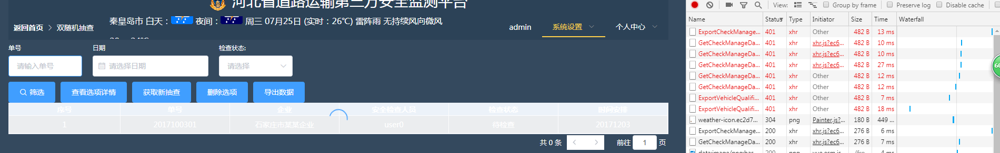 河北省道路运输第三方安全监测平台
返回首页 > 双随机抽查
秦皇岛市 白天： 夜间： 周三 07月25日 (实时：26℃) 雷阵雨 无持续风向微风
admin 系统设置 个人中心
单号 日期 检查状态:
请输入单号 请选择日期 请选择
筛选 查看选项详情 获取新抽查 删除选项 导出数据
序号 单号 企业 安全检查人员 检查状态 时间安排
1 2017100301 石家庄市某某企业 user0 待检查 20171203
共 0 条 < > 前往 1 页
View: Group by frame Preserve log Disable cache
Name Status Type Initiator Size Time Waterfall
ExportCheckManage... 401 xhr Other 482 B 13 ms
GetCheckManageDa... 401 xhr xhr.js?ec6... 482 B 10 ms
GetCheckManageDa... 401 xhr xhr.js?ec6... 482 B 10 ms
GetCheckManageDa... 401 xhr xhr.js?ec6... 482 B 27 ms
GetCheckManageDa... 401 xhr Other 482 B 12 ms
GetCheckManageDa... 401 xhr Other 482 B 12 ms
ExportVehicleQualifi... 401 xhr Other 482 B 7 ms
ExportVehicleQualifi... 401 xhr Other 482 B 18 ms
weather-icon.ec2d7... 304 png Painter.js?... 180 B 449 ...
ExportCheckManage... 200 xhr xhr.js?ec6... 276 B 6 ms
GetCheckManageDa... 200 xhr xhr.js?ec6... 276 B 7 ms